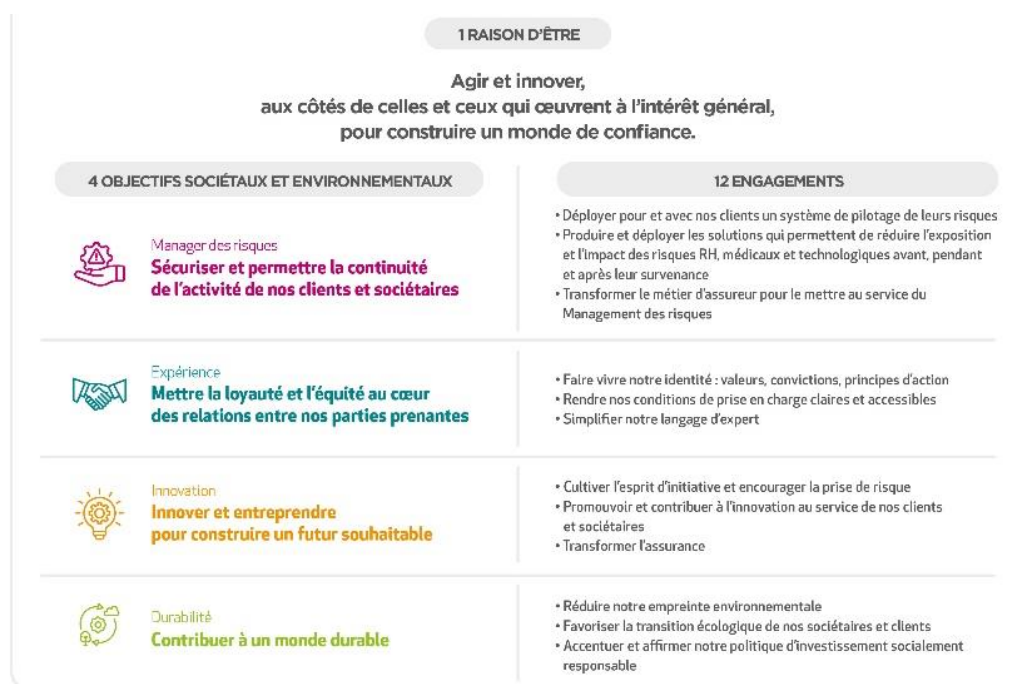 1 RAISON D'ÊTRE
Agir et innover,
aux côtés de celles et ceux qui œuvrent à l'intérêt général,
pour construire un monde de confiance.
4 OBJECTIFS SOCIÉTAUX ET ENVIRONNEMENTAUX
12 ENGAGEMENTS
Manager des risques
Sécuriser et permettre la continuité
de l'activité de nos clients et sociétaires
• Déployer pour et avec nos clients un système de pilotage de leurs risques
• Produire et déployer les solutions qui permettent de réduire l'exposition
et l'impact des risques RH, médicaux et technologiques avant, pendant
et après leur survenance
• Transformer le métier d'assureur pour le mettre au service du
Management des risques
Expérience
Mettre la loyauté et l'équité au cœur
des relations entre nos parties prenantes
• Faire vivre notre identité : valeurs, convictions, principes d'action
• Rendre nos conditions de prise en charge claires et accessibles
• Simplifier notre langage d'expert
Innovation
Innover et entreprendre
pour construire un futur souhaitable
• Cultiver l'esprit d'initiative et encourager la prise de risque
• Promouvoir et contribuer à l'innovation au service de nos clients
et sociétaires
• Transformer l'assurance
Durabilité
Contribuer à un monde durable
• Réduire notre empreinte environnementale
• Favoriser la transition écologique de nos sociétaires et clients
• Accentuer et affirmer notre politique d'investissement socialement
responsable